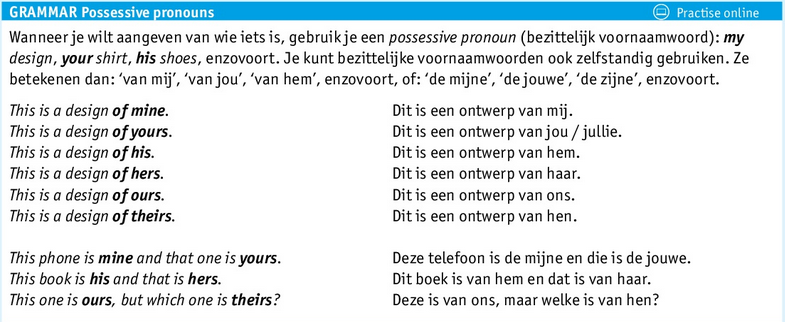 GRAMMAR Possessive pronouns Practise online
Wanneer je wilt aangeven van wie iets is, gebruik je een possessive pronoun (bezittelijk voornaamwoord): my
design, your shirt, his shoes, enzovoort. Je kunt bezittelijke voornaamwoorden ook zelfstandig gebruiken. Ze
betekenen dan: ‘van mij’, ‘van jou’, ‘van hem’, enzovoort, of: ‘de mijne’, ‘de jouwe’, ‘de zijne’, enzovoort.
This is a design of mine. Dit is een ontwerp van mij.
This is a design of yours. Dit is een ontwerp van jou / jullie.
This is a design of his. Dit is een ontwerp van hem.
This is a design of hers. Dit is een ontwerp van haar.
This is a design of ours. Dit is een ontwerp van ons.
This is a design of theirs. Dit is een ontwerp van hen.
This phone is mine and that one is yours. Deze telefoon is de mijne en die is de jouwe.
This book is his and that is hers. Dit boek is van hem en dat is van haar.
This one is ours, but which one is theirs? Deze is van ons, maar welke is van hen?